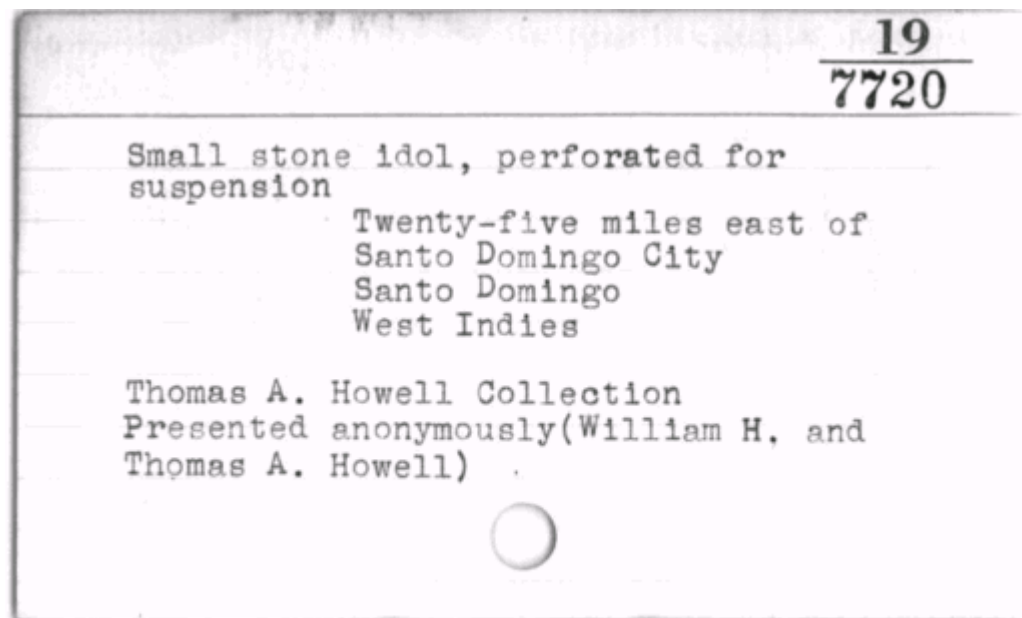 19
7720
Small stone idol, perforated for
suspension
Twenty-five miles east of
Santo Domingo City
Santo Domingo
West Indies
Thomas A. Howell Collection
Presented anonymously(William H. and
Thomas A. Howell)